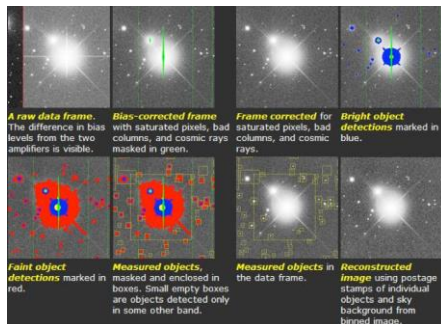 A raw data frame.
The difference in bias
levels from the two
amplifiers is visible.
Bias-corrected frame
with saturated pixels, bad
columns, and cosmic rays
masked in green.
Frame corrected for
saturated pixels, bad
columns, and cosmic
rays.
Bright object
detections marked in
blue.
Faint object
detections marked in
red.
Measured objects,
masked and enclosed in
boxes. Small empty boxes
are objects detected only
in some other band.
Measured objects in
the data frame.
Reconstructed
image using postage
stamps of individual
objects and sky
background from
binned image.